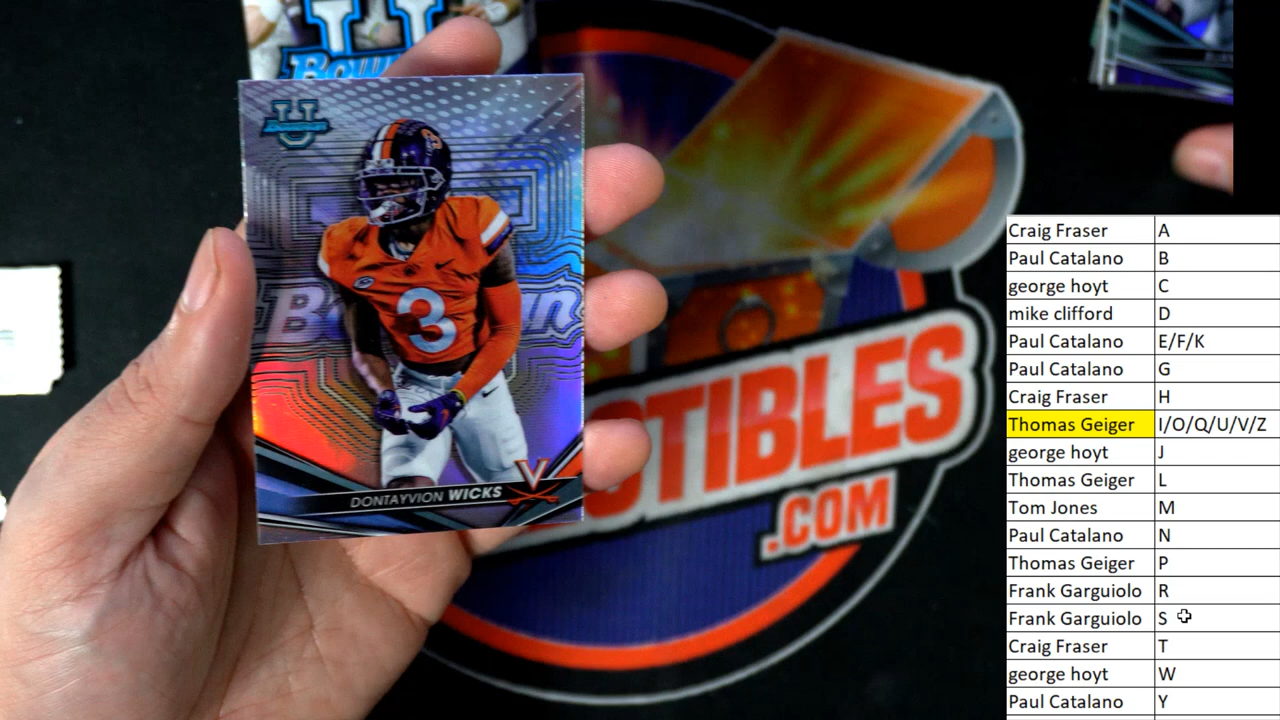 U
Bowman
3
DONTAYVION WICKS
V
TIBLES
.COM
Craig Fraser A
Paul Catalano B
george hoyt C
mike clifford D
Paul Catalano E/F/K
Paul Catalano G
Craig Fraser H
Thomas Geiger I/O/Q/U/V/Z
george hoyt J
Thomas Geiger L
Tom Jones M
Paul Catalano N
Thomas Geiger P
Frank Garguiolo R
Frank Garguiolo S
Craig Fraser T
george hoyt W
Paul Catalano Y